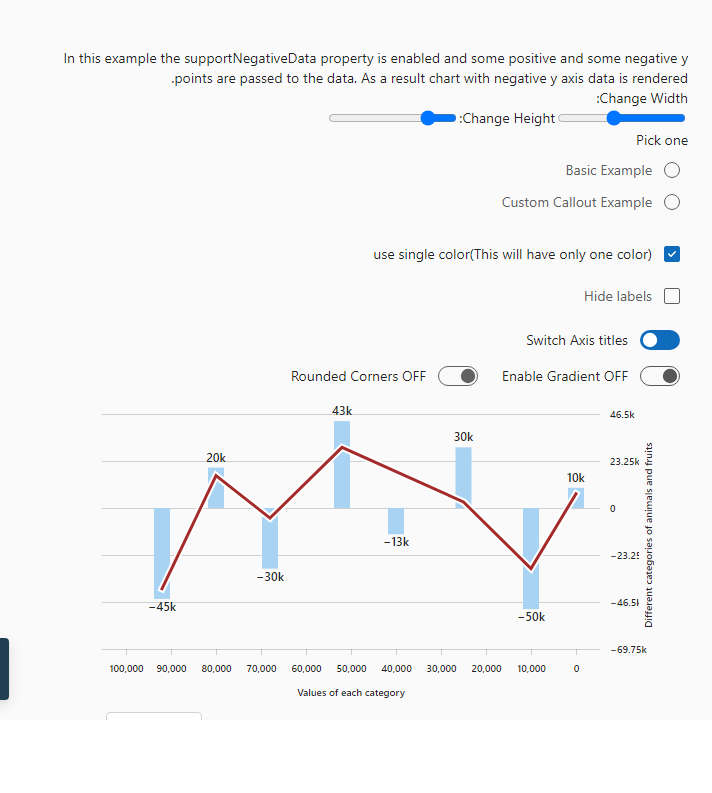 In this example the supportNegativeData property is enabled and some positive and some negative y
.points are passed to the data. As a result chart with negative y axis data is rendered
:Change Width
:Change Height
Pick one
Basic Example
Custom Callout Example
use single color(This will have only one color)
Hide labels
Switch Axis titles
Rounded Corners OFF Enable Gradient OFF
43k
46.5k
30k
20k
23.25k
10k
0
−13k
−23.25
−30k
−45k
−46.5k
−50k
−69.75k
Different categories of animals and fruits
100,000 90,000 80,000 70,000 60,000 50,000 40,000 30,000 20,000 10,000 0
Values of each category